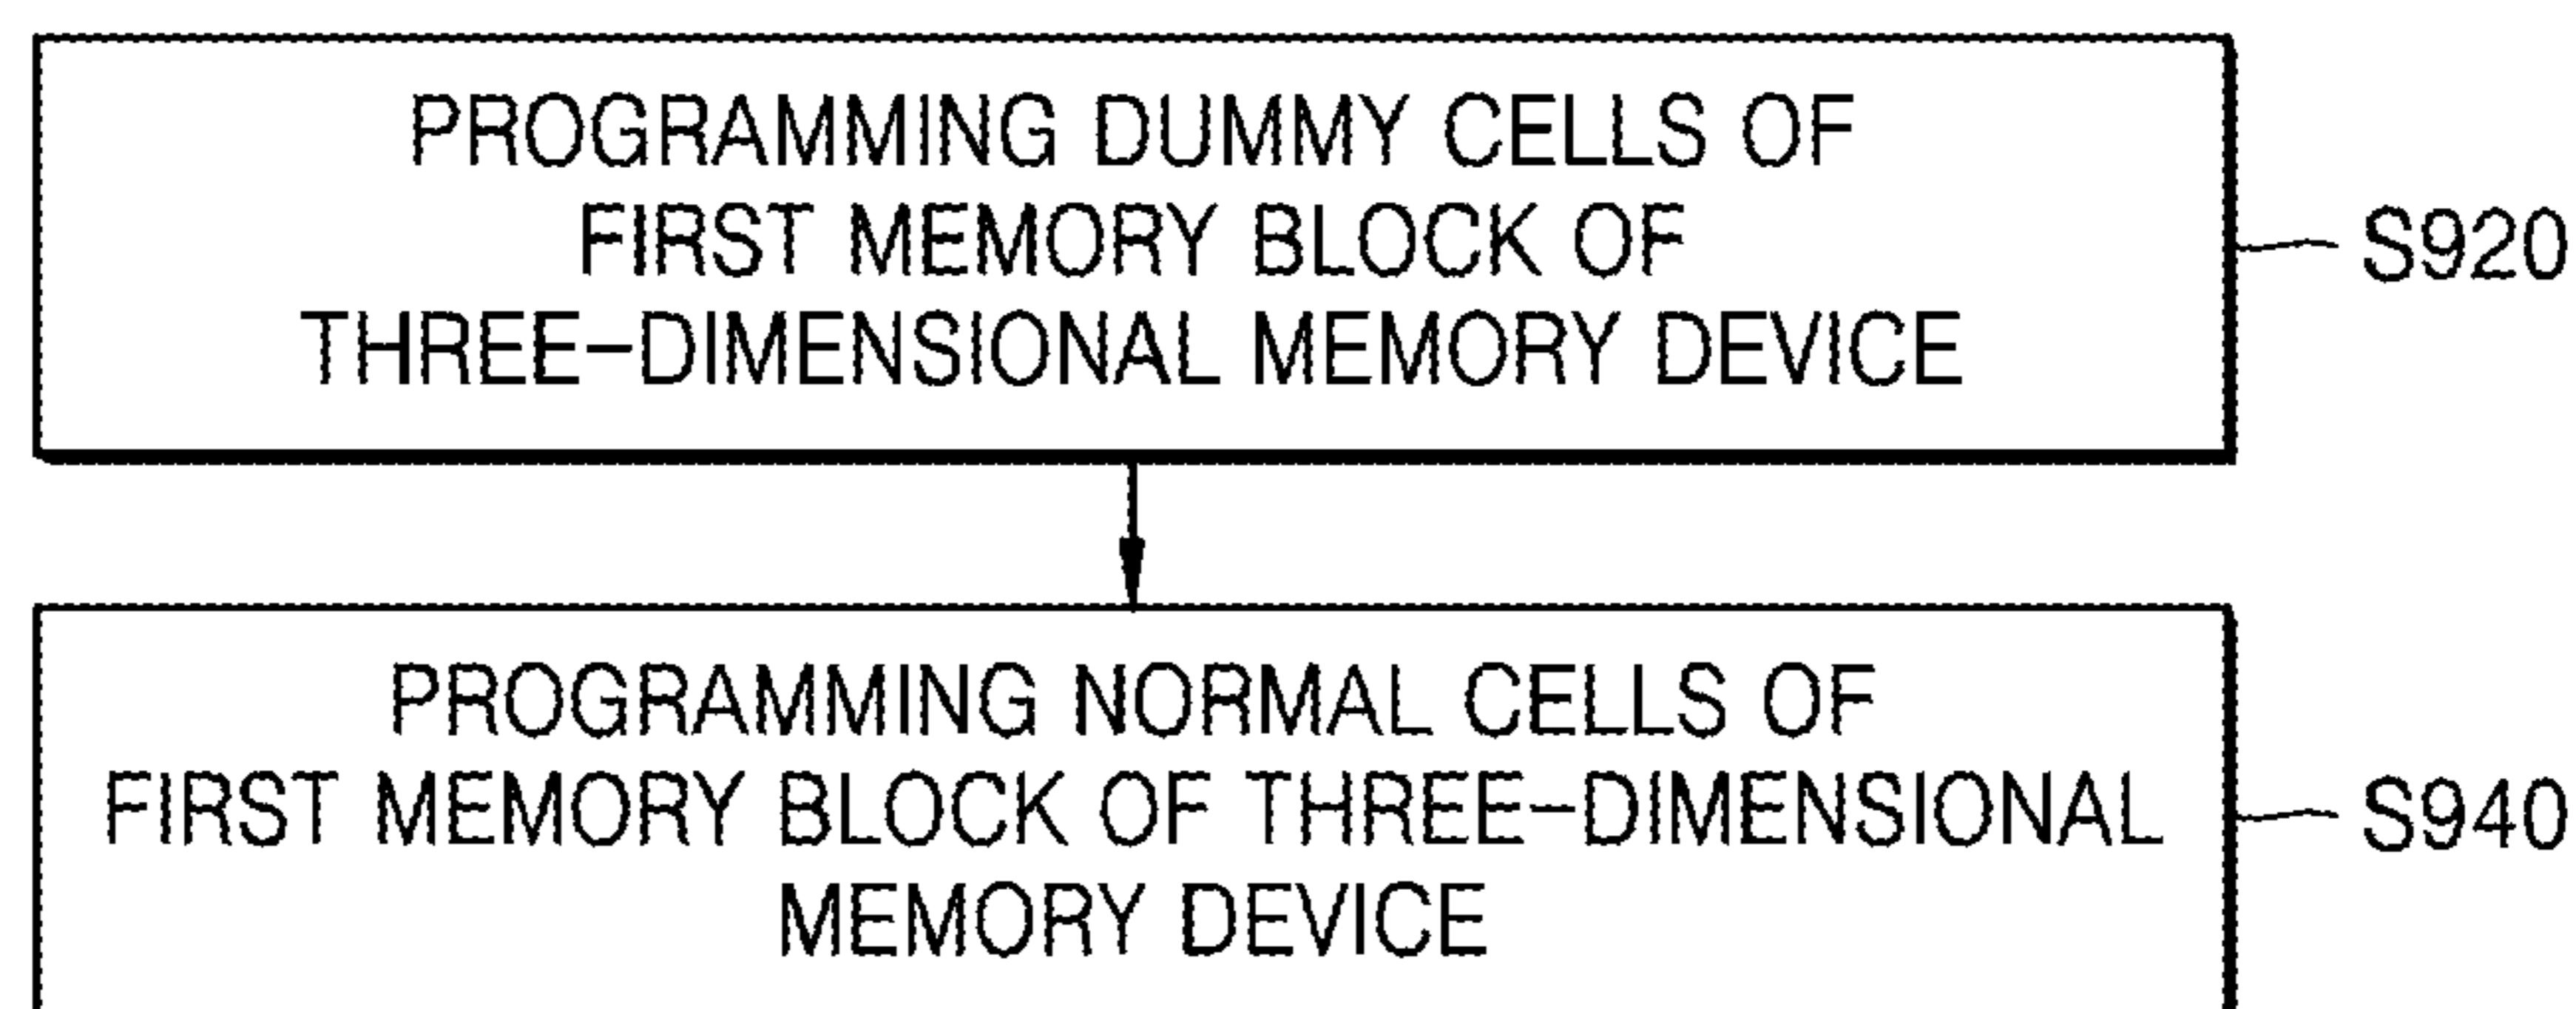 PROGRAMMING DUMMY CELLS OF
FIRST MEMORY BLOCK OF
THREE-DIMENSIONAL MEMORY DEVICE
S920
PROGRAMMING NORMAL CELLS OF
FIRST MEMORY BLOCK OF THREE-DIMENSIONAL
MEMORY DEVICE
S940